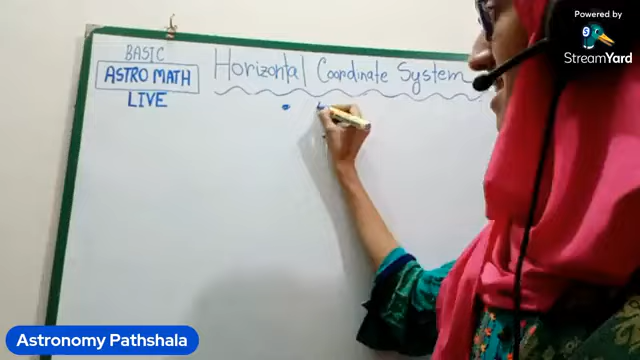 Powered by
StreamYard
BASIC
ASTRO MATH
LIVE
Horizontal Coordinate System
Astronomy Pathshala